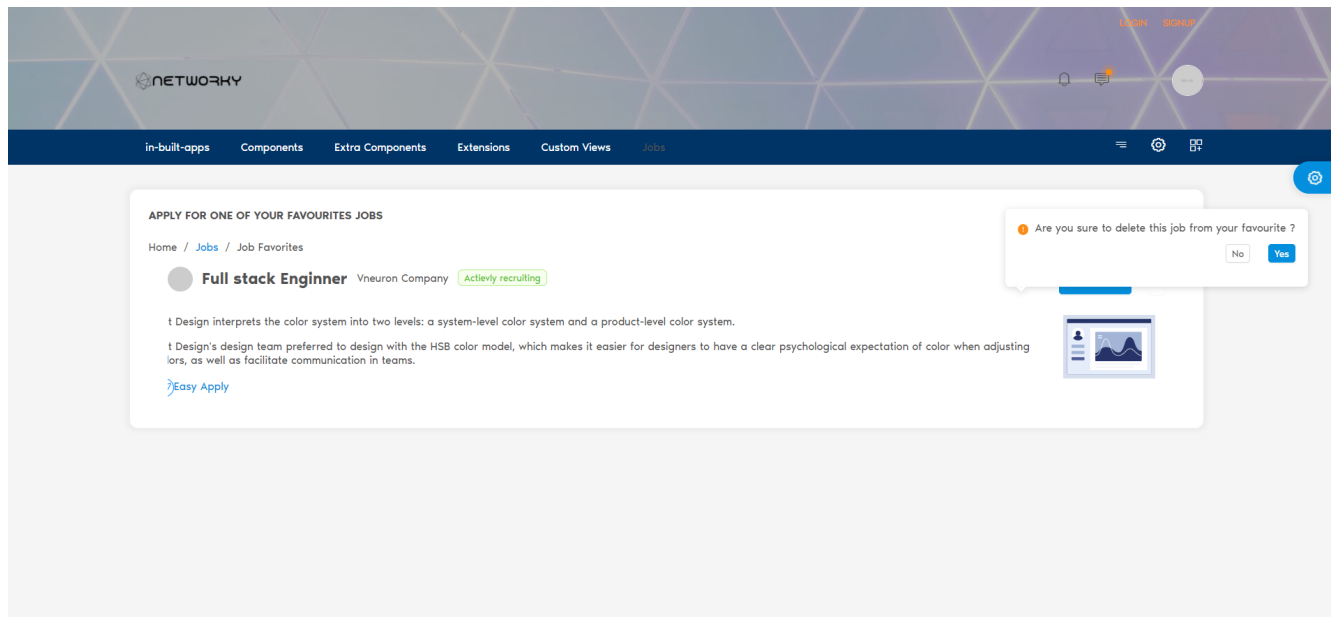 LOGIN SIGNUP
NETWORKY
in-built-apps Components Extra Components Extensions Custom Views Jobs
APPLY FOR ONE OF YOUR FAVOURITES JOBS
Are you sure to delete this job from your favourite ?
No Yes
Home / Jobs / Job Favorites
Full stack Enginner Vneuron Company Actievly recruiting
t Design interprets the color system into two levels: a system-level color system and a product-level color system.
t Design's design team preferred to design with the HSB color model, which makes it easier for designers to have a clear psychological expectation of color when adjusting
lors, as well as facilitate communication in teams.
Easy Apply